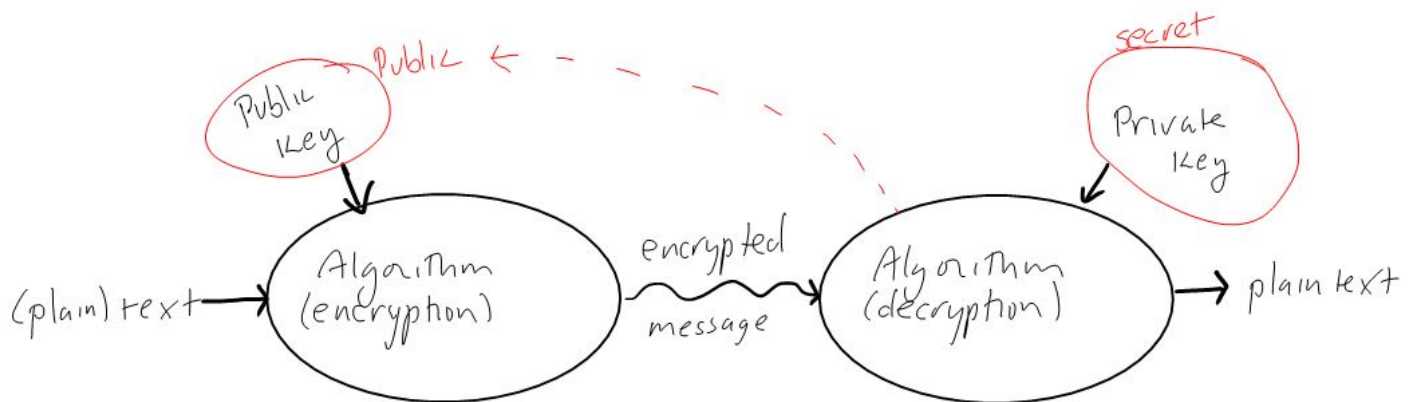 secret
Public
Public
Key
Private
Key
(plain) text
Algorithm
(encryption)
encrypted
message
Algorithm
(decryption)
plain text